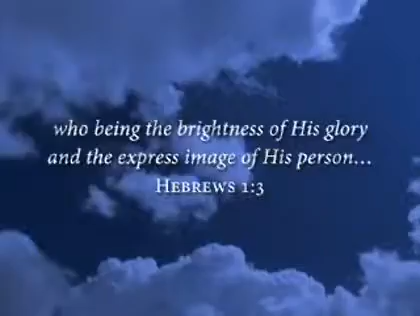 who being the brightness of His glory
and the express image of His person...
HEBREWS 1:3